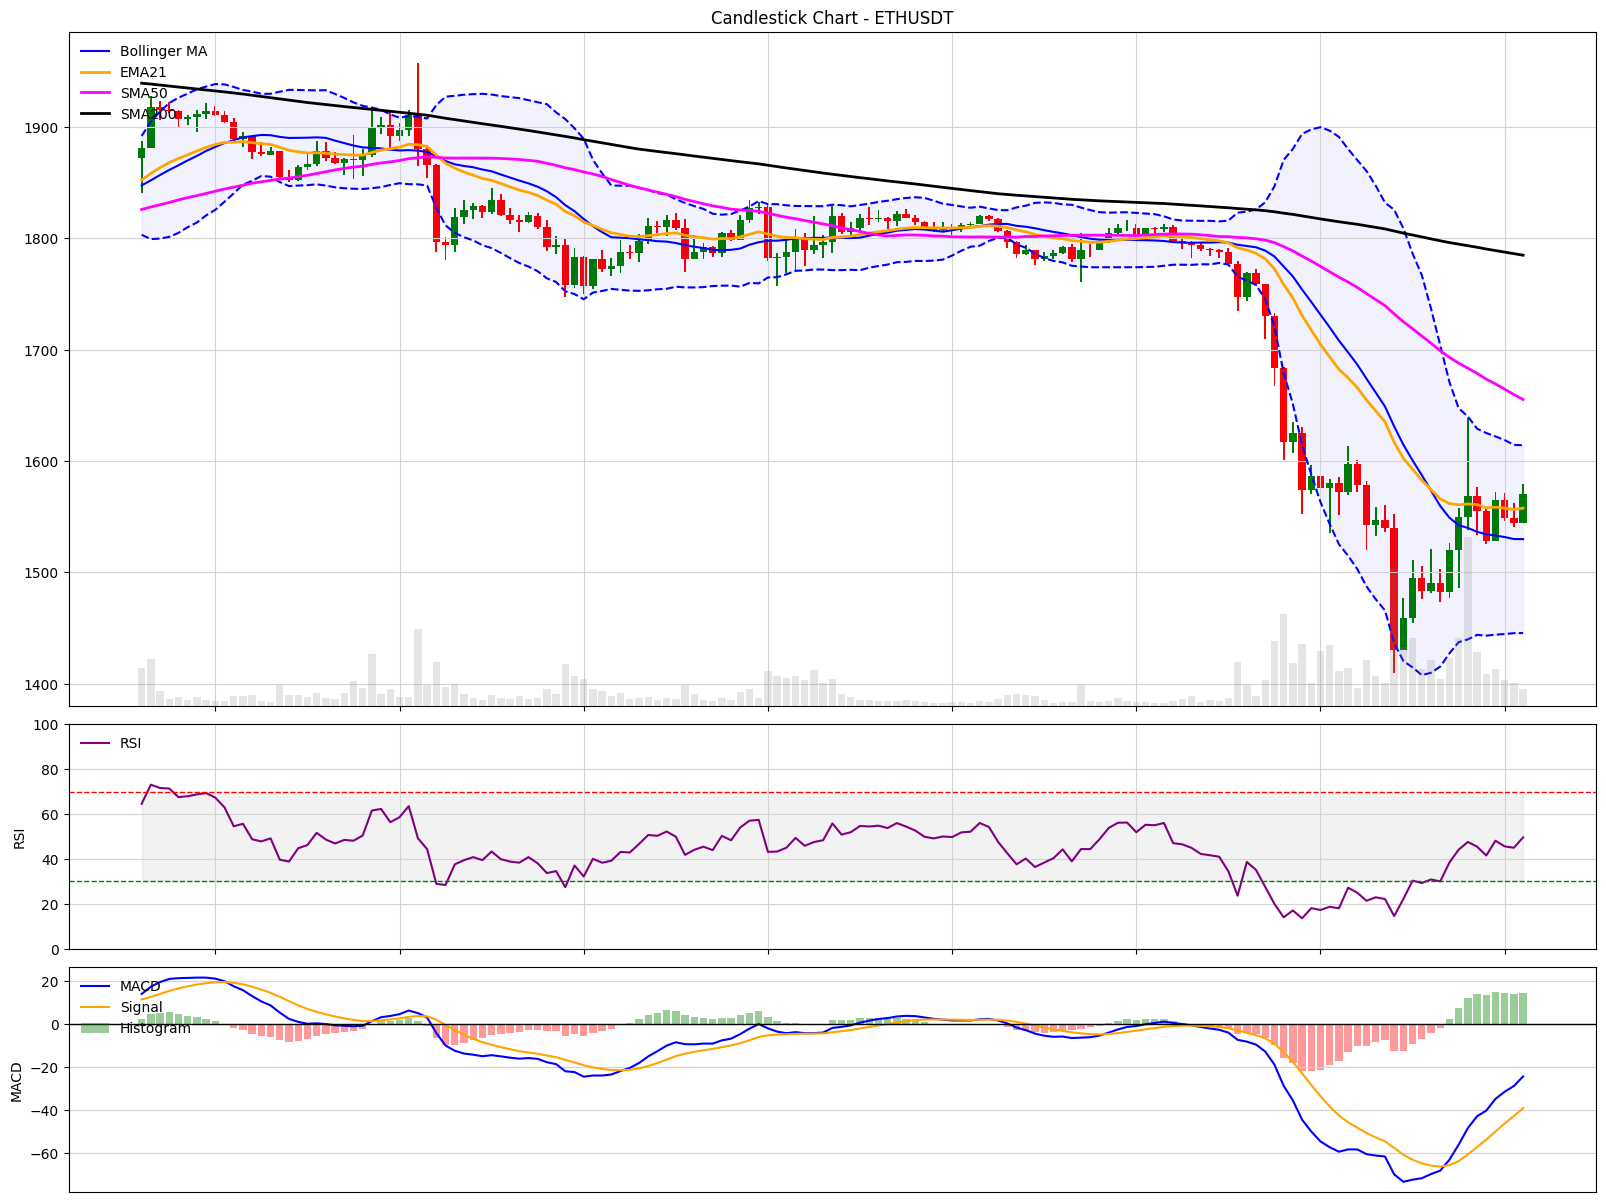 Candlestick Chart - ETHUSDT
Bollinger MA
EMA21
SMA50
SMA200
1900
1800
1700
1600
1500
1400
100
RSI
80
60
RSI
40
20
0
20
MACD
Signal
0
Histogram
−20
MACD
−40
−60